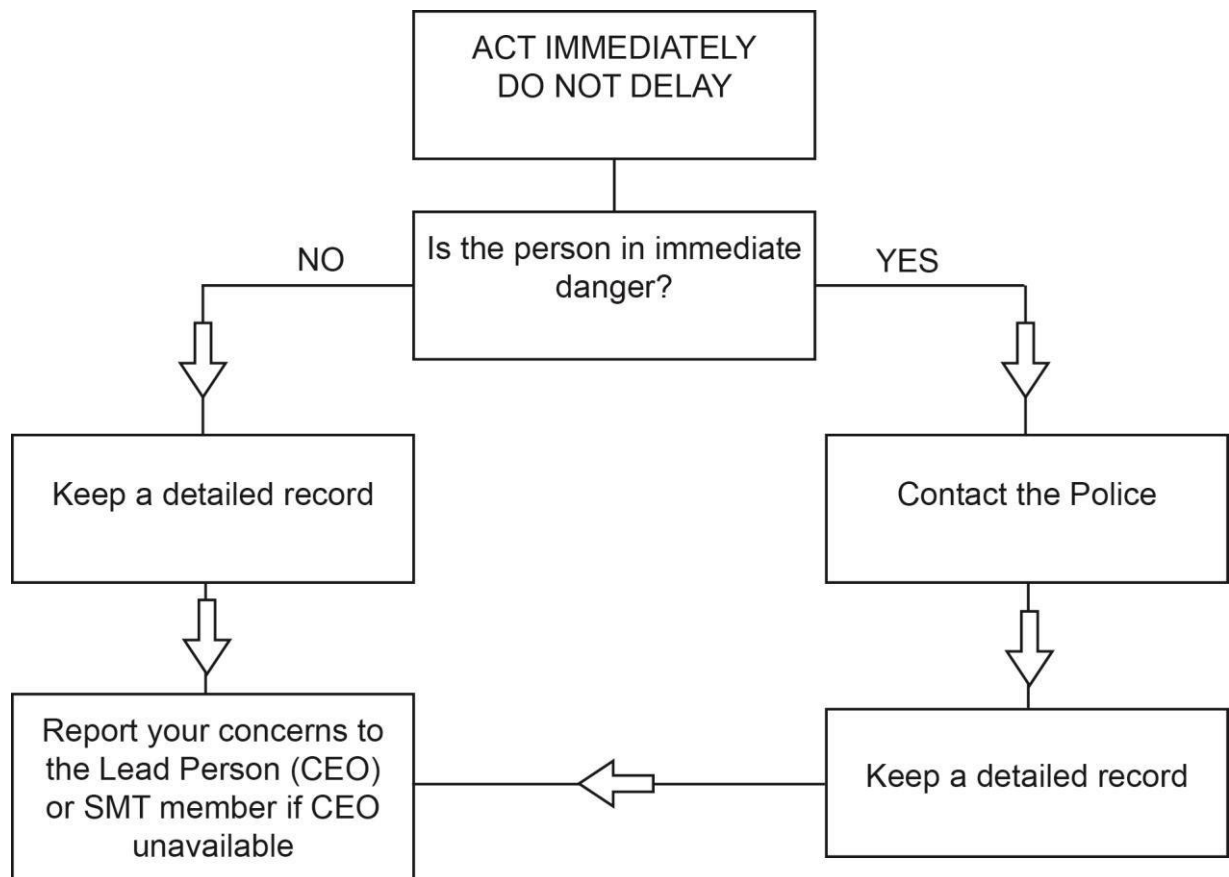 ACT IMMEDIATELY
DO NOT DELAY
Is the person in immediate
danger?
NO
YES
Keep a detailed record
Contact the Police
Report your concerns to
the Lead Person (CEO)
or SMT member if CEO
unavailable
Keep a detailed record